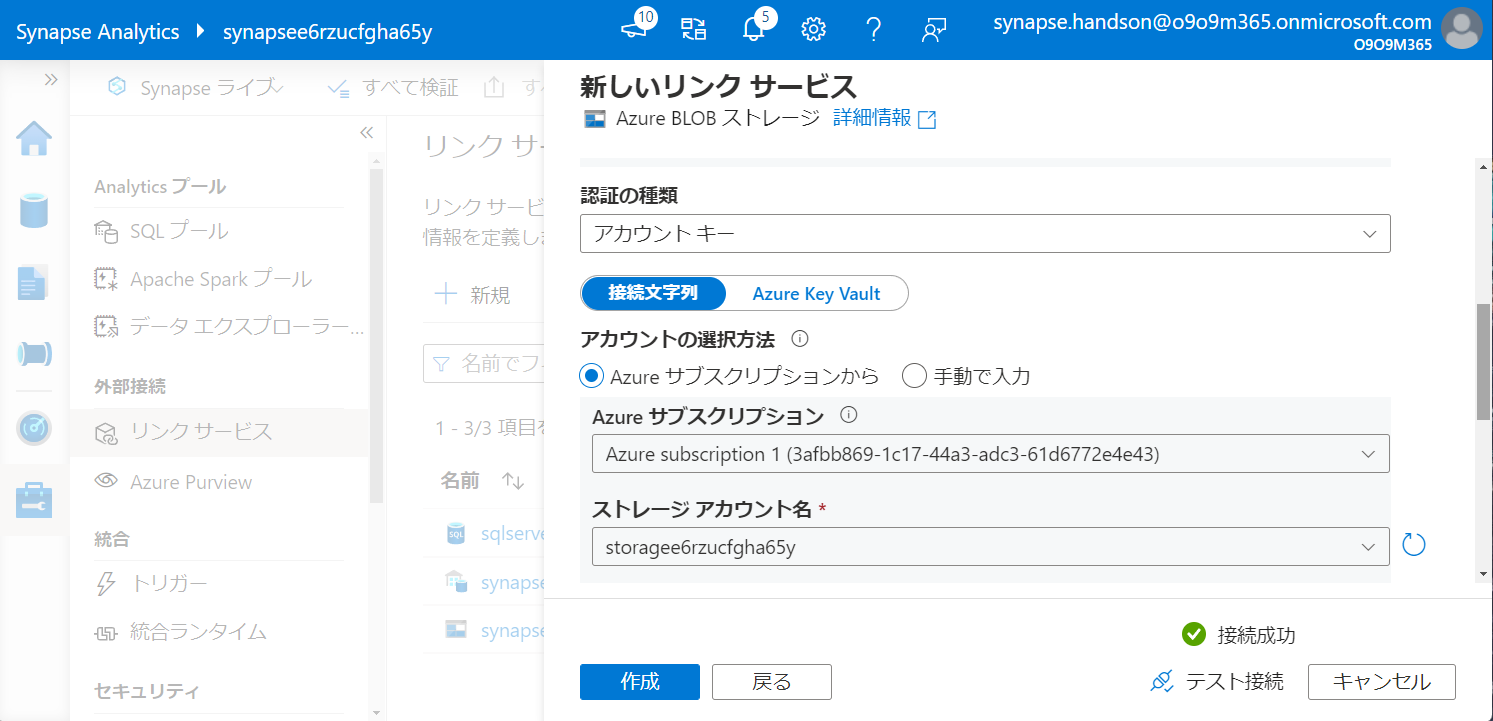 Synapse Analytics synapsee6rzucfgha65y
10
5
synapse.handson@o9o9m365.onmicrosoft.com
O9O9M365
Synapse ライブ
すべて検証
Analytics プール
SQL プール
Apache Spark プール
データ エクスプローラー...
外部接続
リンク サービス
Azure Purview
統合
トリガー
統合ランタイム
セキュリティ
リンク サ
リンク サービ
情報を定義し
新規
名前でフ
1 - 3/3 項目
名前
sqlserve
synapse
synapse
新しいリンク サービス
Azure BLOB ストレージ 詳細情報
認証の種類
アカウント キー
接続文字列 Azure Key Vault
アカウントの選択方法
Azure サブスクリプションから 手動で入力
Azure サブスクリプション
Azure subscription 1 (3afbb869-1c17-44a3-adc3-61d6772e4e43)
ストレージ アカウント名 *
storagee6rzucfgha65y
接続成功
作成 戻る テスト接続 キャンセル